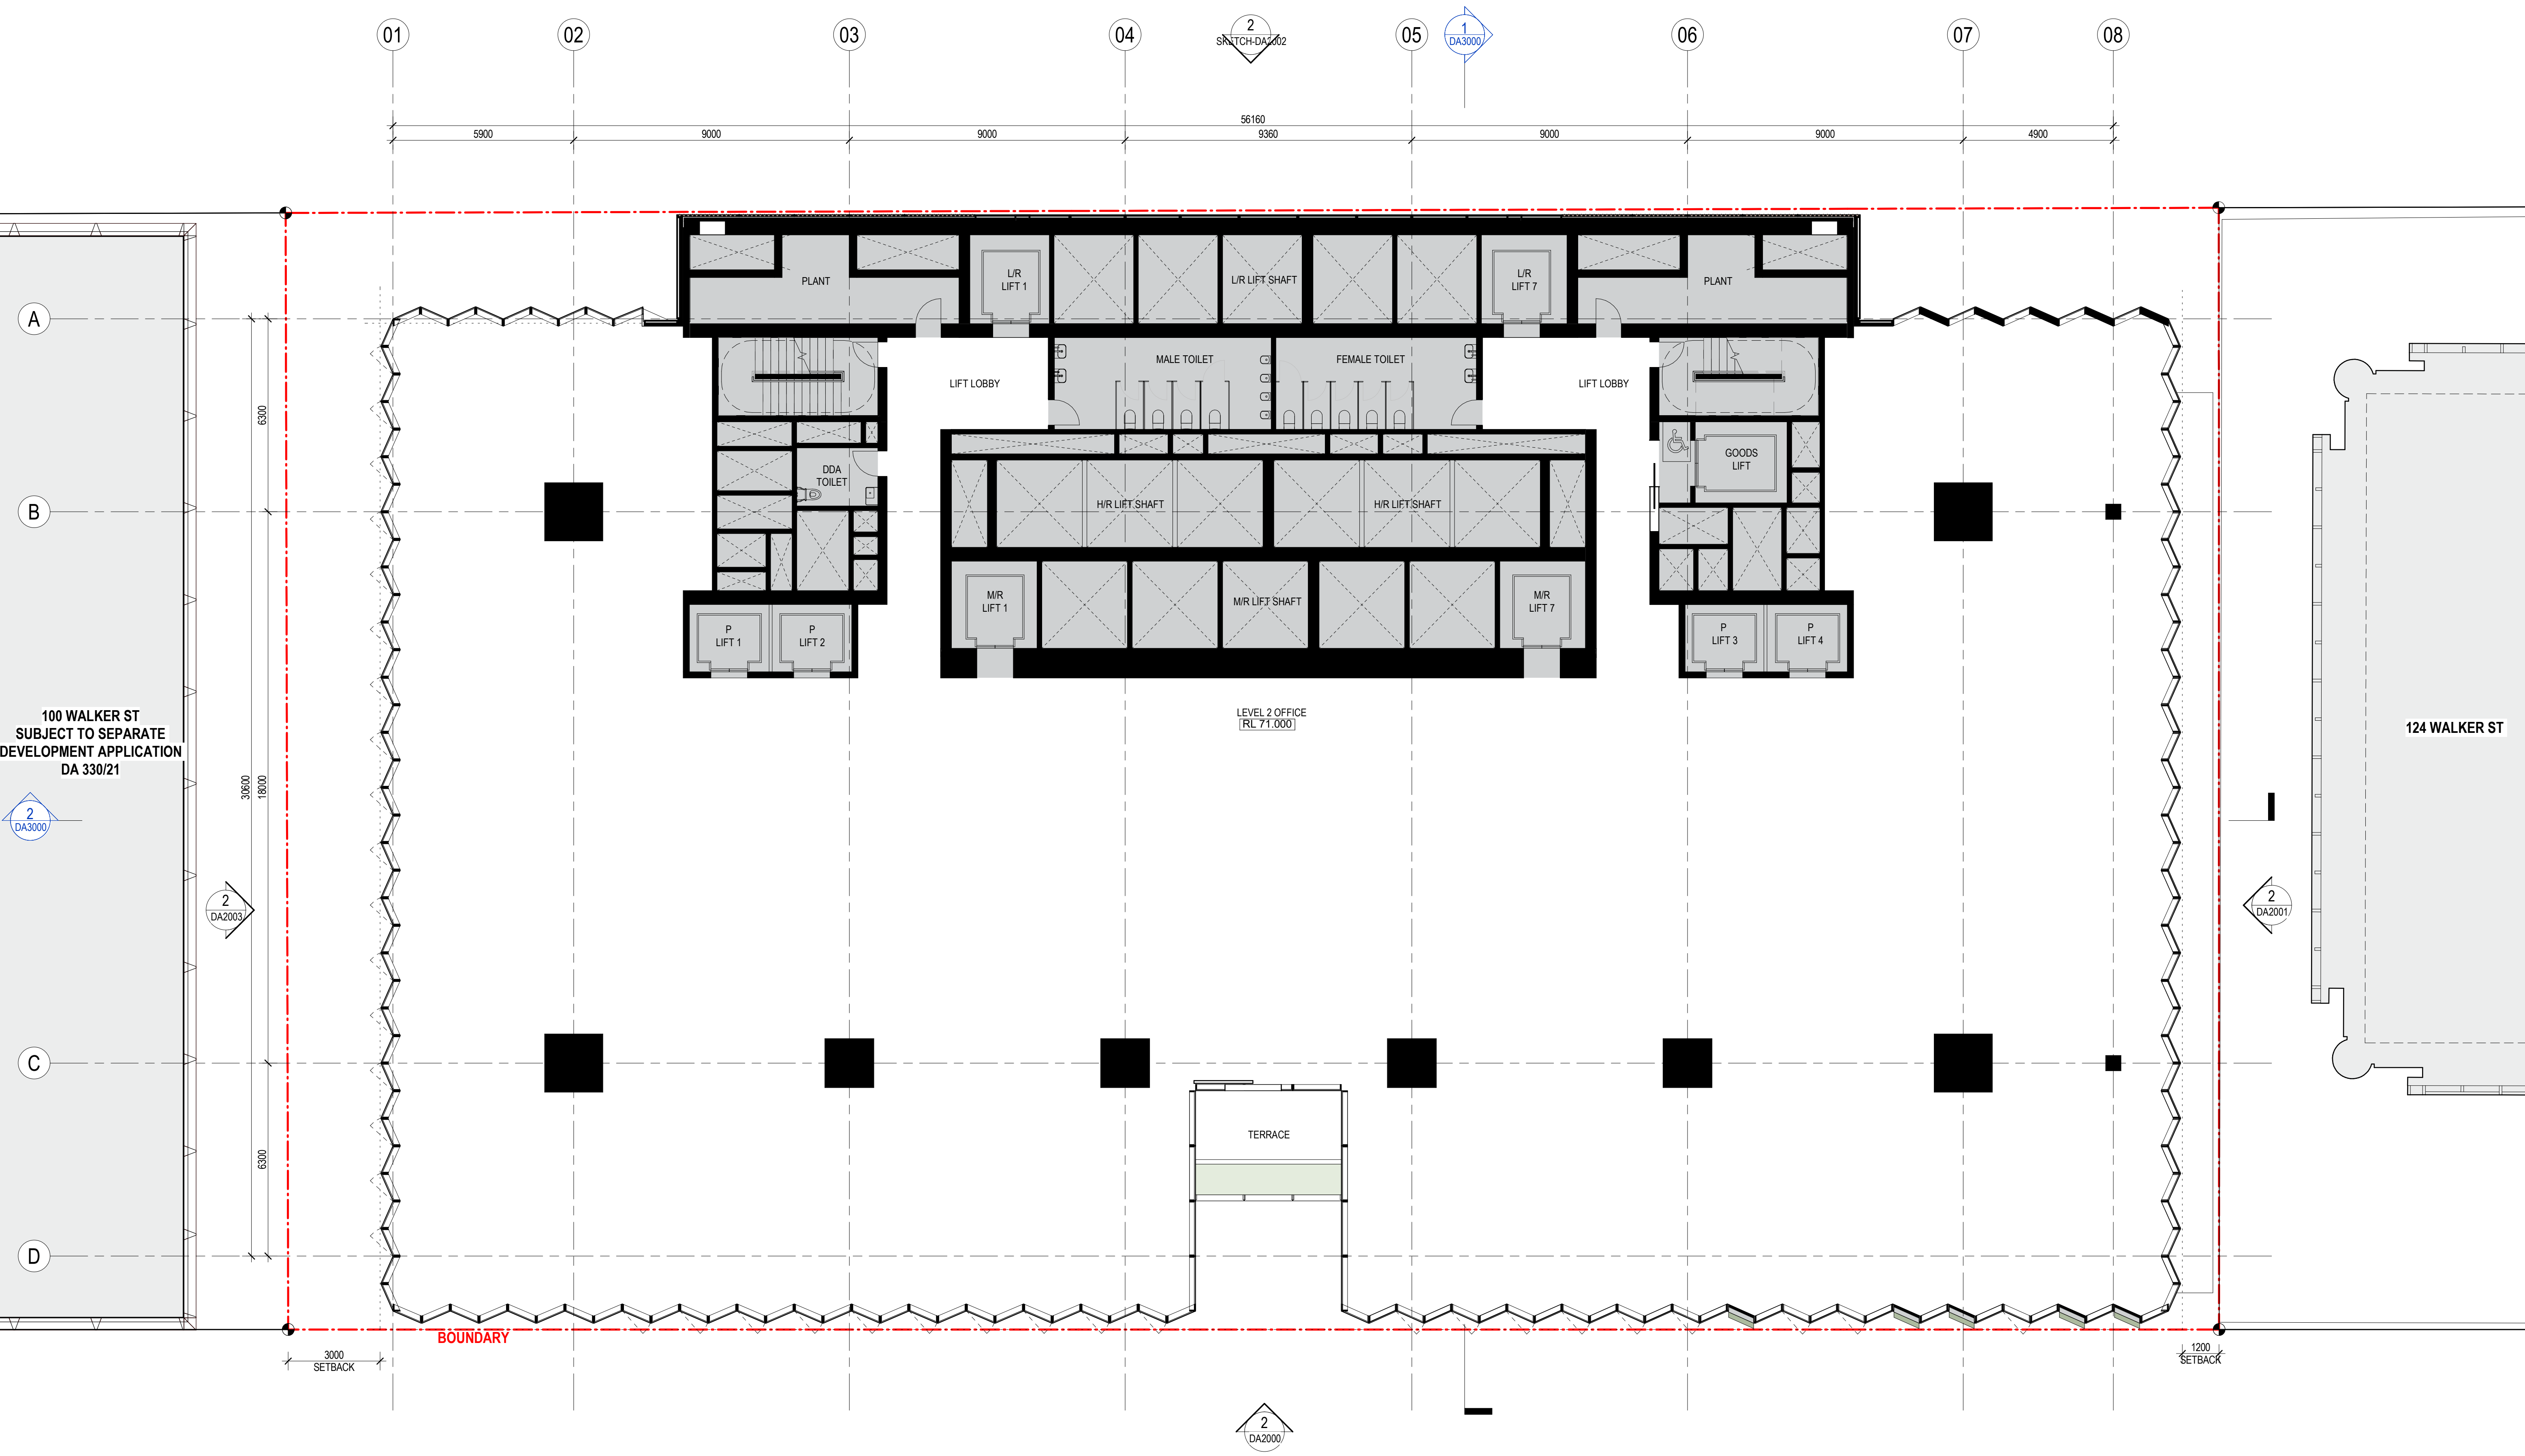 01
02
03
04
2
SKETCH-DA2002
05
1
DA3000
06
07
08
56160
5900
9000
9000
9360
9000
9000
4900
A
B
C
D
6300
18000
30600
6300
PLANT
L/R
LIFT 1
L/R LIFT SHAFT
L/R
LIFT 7
PLANT
LIFT LOBBY
MALE TOILET
FEMALE TOILET
LIFT LOBBY
DDA
TOILET
GOODS
LIFT
H/R LIFT SHAFT
H/R LIFT SHAFT
M/R
LIFT 1
M/R LIFT SHAFT
M/R
LIFT 7
P
LIFT 1
P
LIFT 2
P
LIFT 3
P
LIFT 4
LEVEL 2 OFFICE
RL 71.000
100 WALKER ST
SUBJECT TO SEPARATE
DEVELOPMENT APPLICATION
DA 330/21
124 WALKER ST
2
DA3000
2
DA2003
2
DA2001
TERRACE
BOUNDARY
3000
SETBACK
1200
SETBACK
2
DA2000